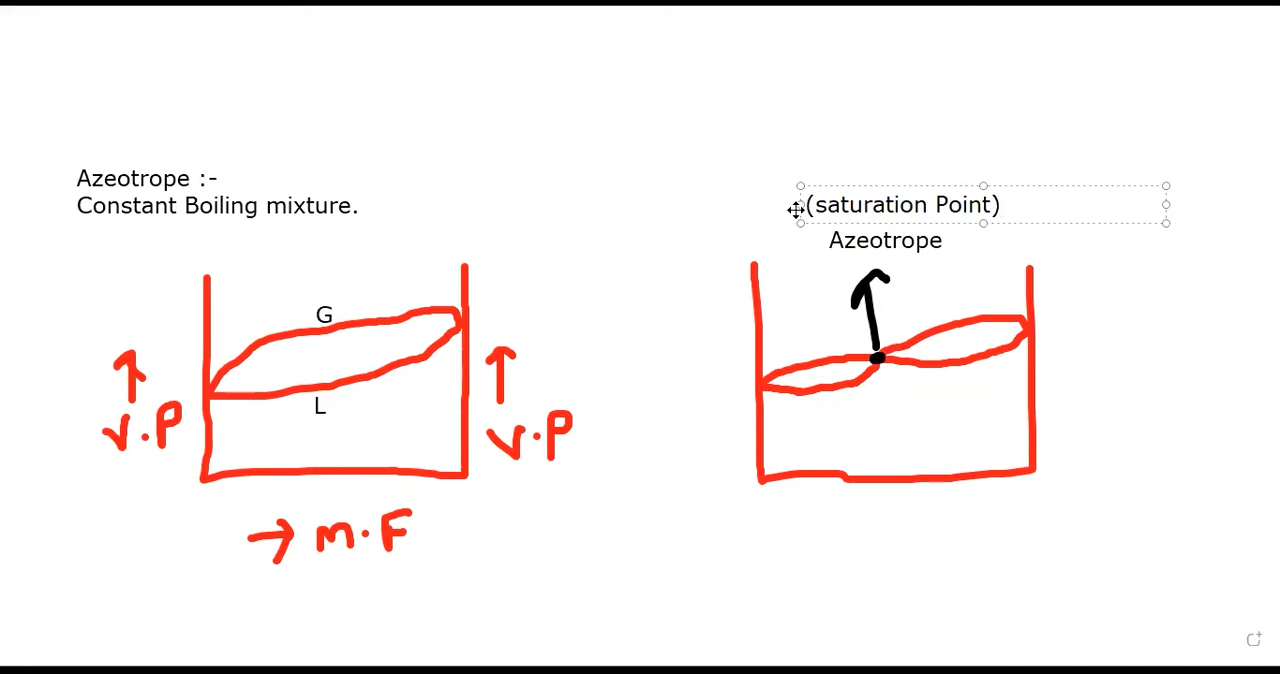 Azeotrope :-
Constant Boiling mixture.
G
L
V.P
V.P
→ m.F
(saturation Point)
Azeotrope